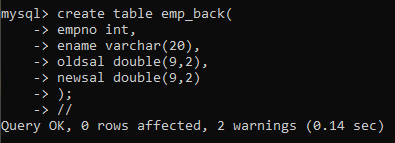 mysql> create table emp_back(
    -> empno int,
    -> ename varchar(20),
    -> oldsal double(9,2),
    -> newsal double(9,2)
    -> );
    -> //
Query OK, 0 rows affected, 2 warnings (0.14 sec)